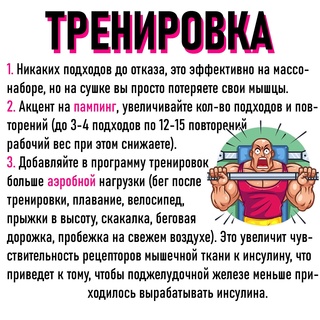 ТРЕНИРОВКА
1. Никаких подходов до отказа, это эффективно на массо-
наборе, но на сушке вы просто потеряете свои мышцы.
2. Акцент на пампинг, увеличивайте кол-во подходов и пов-
торений (до 3-4 подходов по 12-15 повторений,
рабочий вес при этом снижаете).
3. Добавляйте в программу тренировок
больше аэробной нагрузки (бег после
тренировки, плавание, велосипед,
прыжки в высоту, скакалка, беговая
дорожка, пробежка на свежем воздухе). Это увеличит чув-
ствительность рецепторов мышечной ткани к инсулину, что
приведет к тому, чтобы поджелудочной железе меньше при-
ходилось вырабатывать инсулина.